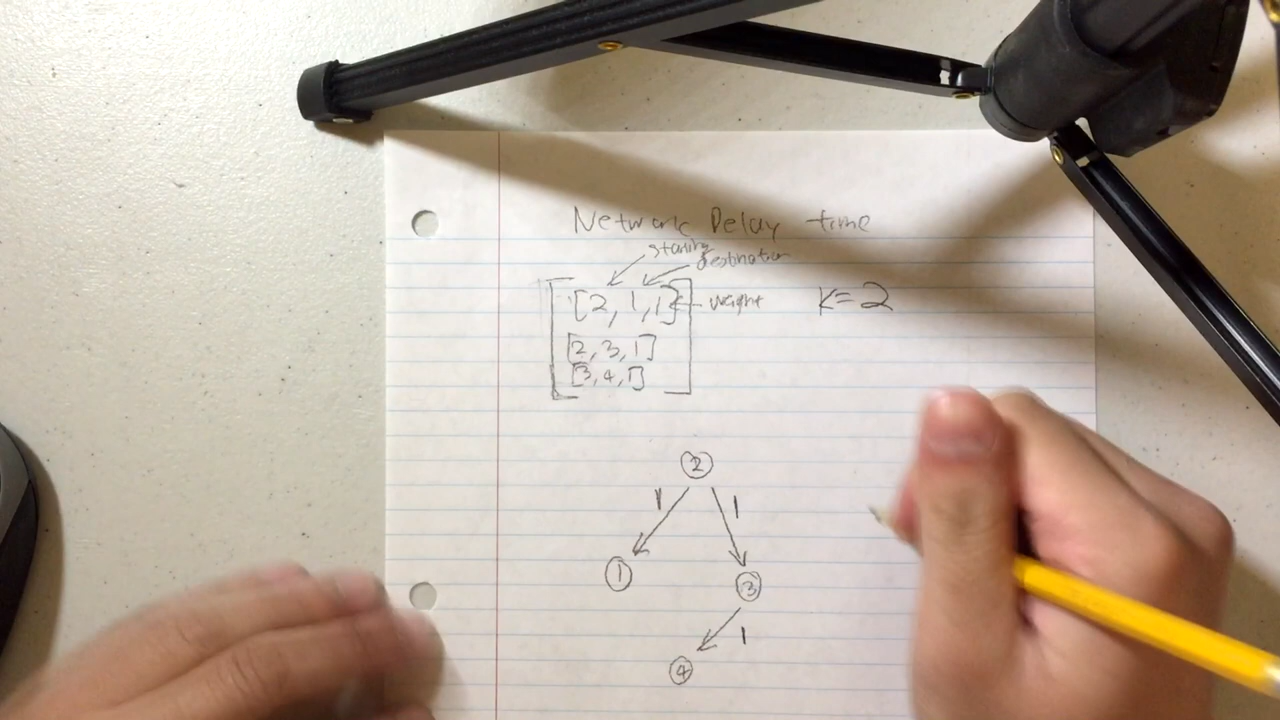 Network Delay time
starting
destination
[[2, 1, 1] weight K=2
[2, 3, 1]
[3, 4, 1]]
2
1 1
1 3
1
4